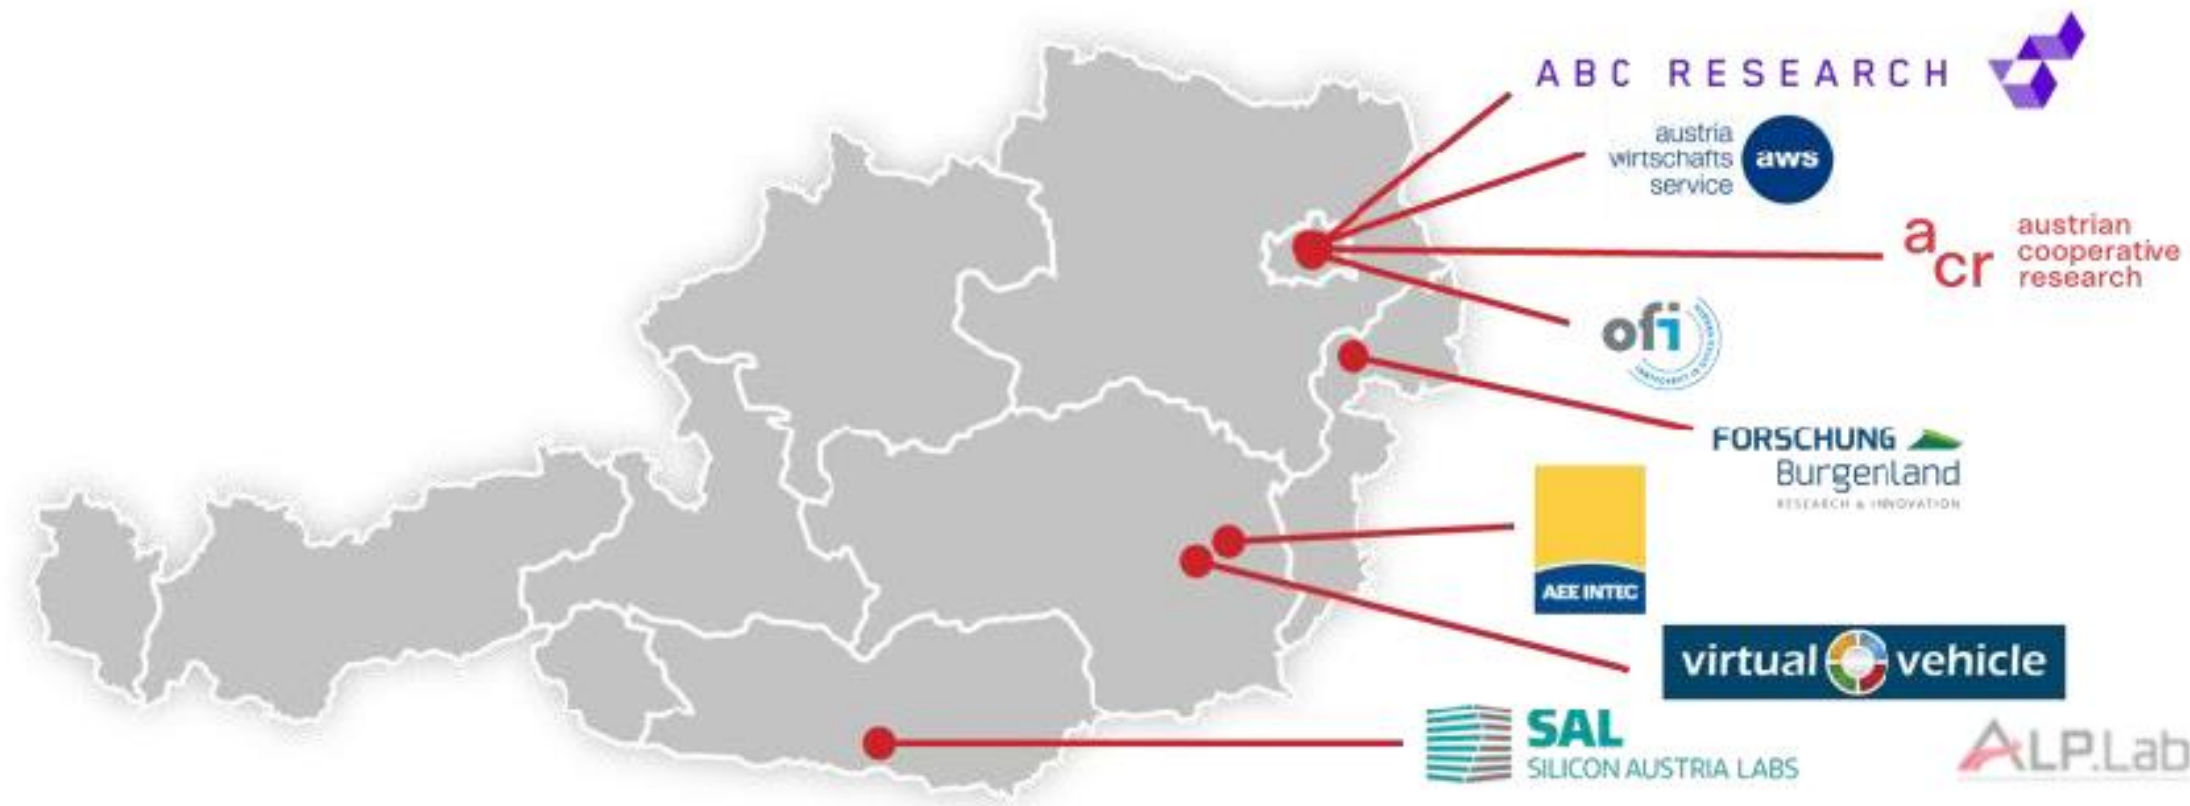 ABC RESEARCH
austria
wirtschafts
service
aws
acr
austrian
cooperative
research
ofi
FORSCHUNG
Burgenland
RESEARCH & INNOVATION
AEE INTEC
virtual vehicle
SAL
SILICON AUSTRIA LABS
ALP.Lab